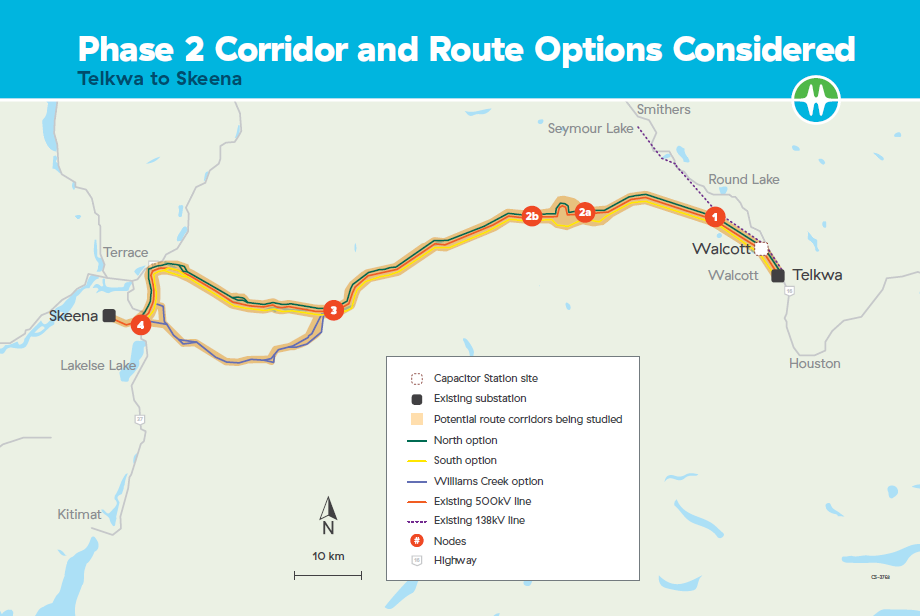 Phase 2 Corridor and Route Options Considered
Telkwa to Skeena
Smithers
Seymour Lake
Round Lake
2b
2a
1
Walcott
Terrace
Walcott
Telkwa
16
3
Skeena
4
Lakelse Lake
Houston
37
Kitimat
N
10 km
Capacitor Station site
Existing substation
Potential route corridors being studied
North option
South option
Williams Creek option
Existing 500kV line
Existing 138kV line
# Nodes
16 Highway